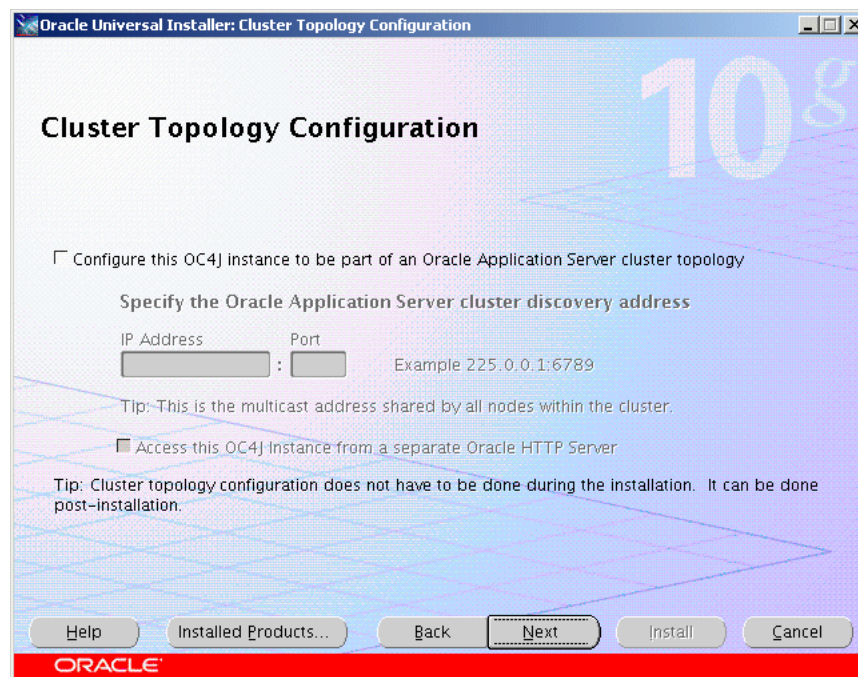 Oracle Universal Installer: Cluster Topology Configuration
10g
Cluster Topology Configuration
Configure this OC4J instance to be part of an Oracle Application Server cluster topology
Specify the Oracle Application Server cluster discovery address
IP Address Port
: Example 225.0.0.1:6789
Tip: This is the multicast address shared by all nodes within the cluster.
Access this OC4J Instance from a separate Oracle HTTP Server
Tip: Cluster topology configuration does not have to be done during the installation. It can be done
post-installation.
Help Installed Products... Back Next Install Cancel
ORACLE